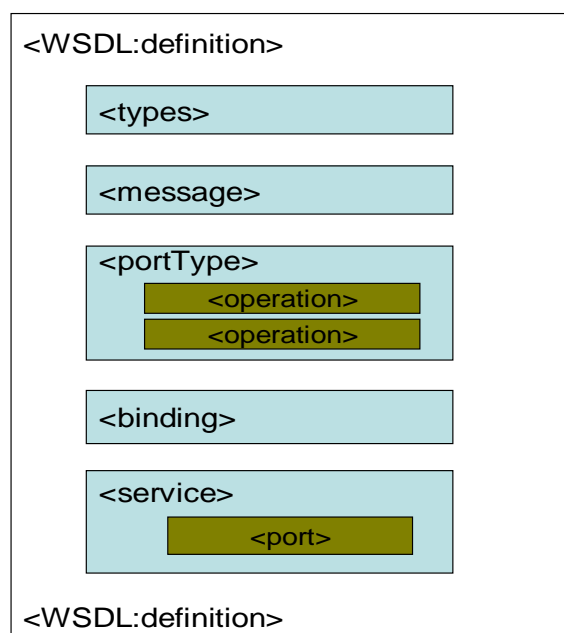 <WSDL:definition>
<types>
<message>
<portType>
<operation>
<operation>
<binding>
<service>
<port>
<WSDL:definition>